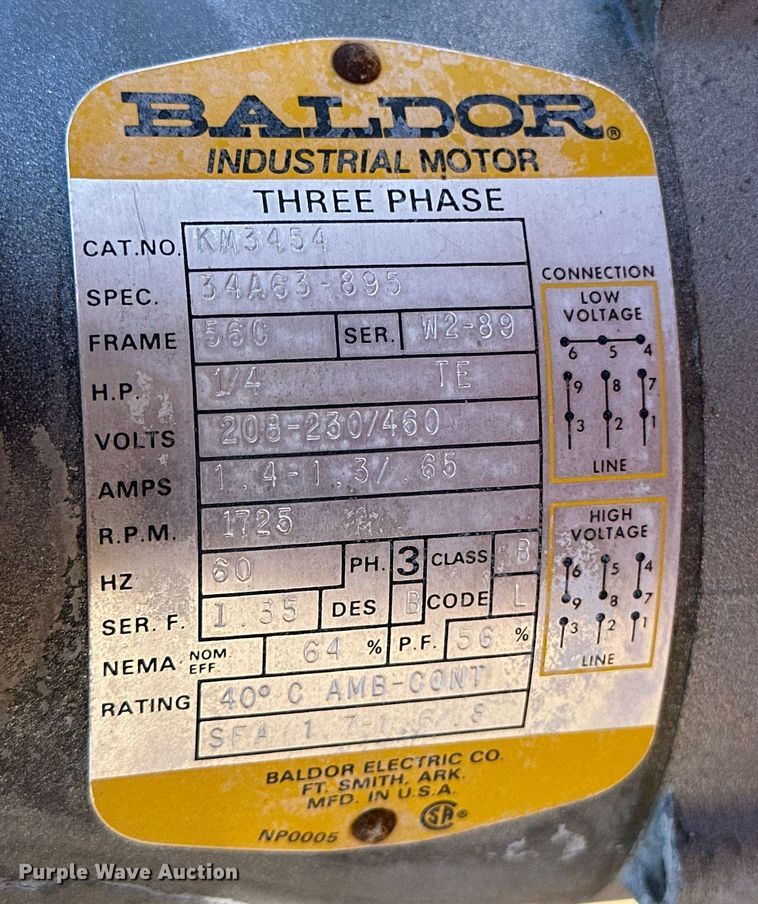 BALDOR®
INDUSTRIAL MOTOR
THREE PHASE
CAT.NO. KM3454
SPEC. 34A63-895
FRAME 56C SER. W2-89
H.P. 1/4 TE
VOLTS 208-230/460
AMPS 1.4-1.3/.65
R.P.M. 1725
HZ 60 PH. 3 CLASS B
SER. F. 1.35 DES B CODE L
NEMA NOM. EFF. 64 % P.F. 56 %
RATING 40° C AMB-CONT
SFA 1.7-1.6/.8
CONNECTION
LOW
VOLTAGE
6 5 4
9 8 7
3 2 1
LINE
HIGH
VOLTAGE
6 5 4
9 8 7
3 2 1
LINE
BALDOR ELECTRIC CO.
FT. SMITH, ARK.
MFD. IN U.S.A.
NP0005
SA ®
Purple Wave Auction